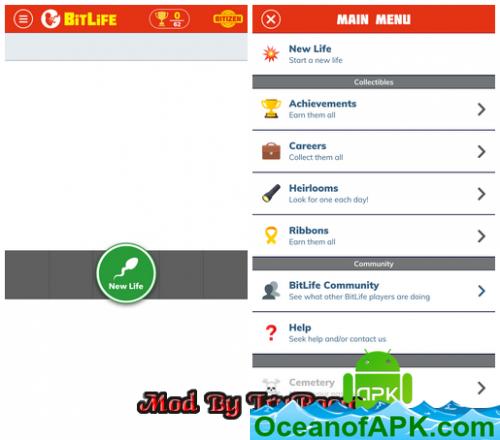 BITLIFE
0
62
BITIZEN
New Life
MAIN MENU
New Life
Start a new life
Collectibles
Achievements
Earn them all
Careers
Collect them all
Heirlooms
Look for one each day!
Ribbons
Earn them all
Community
BitLife Community
See what other BitLife players are doing
Help
Seek help and/or contact us
Cemetery
Mod By
APK
OceanofAPK.com